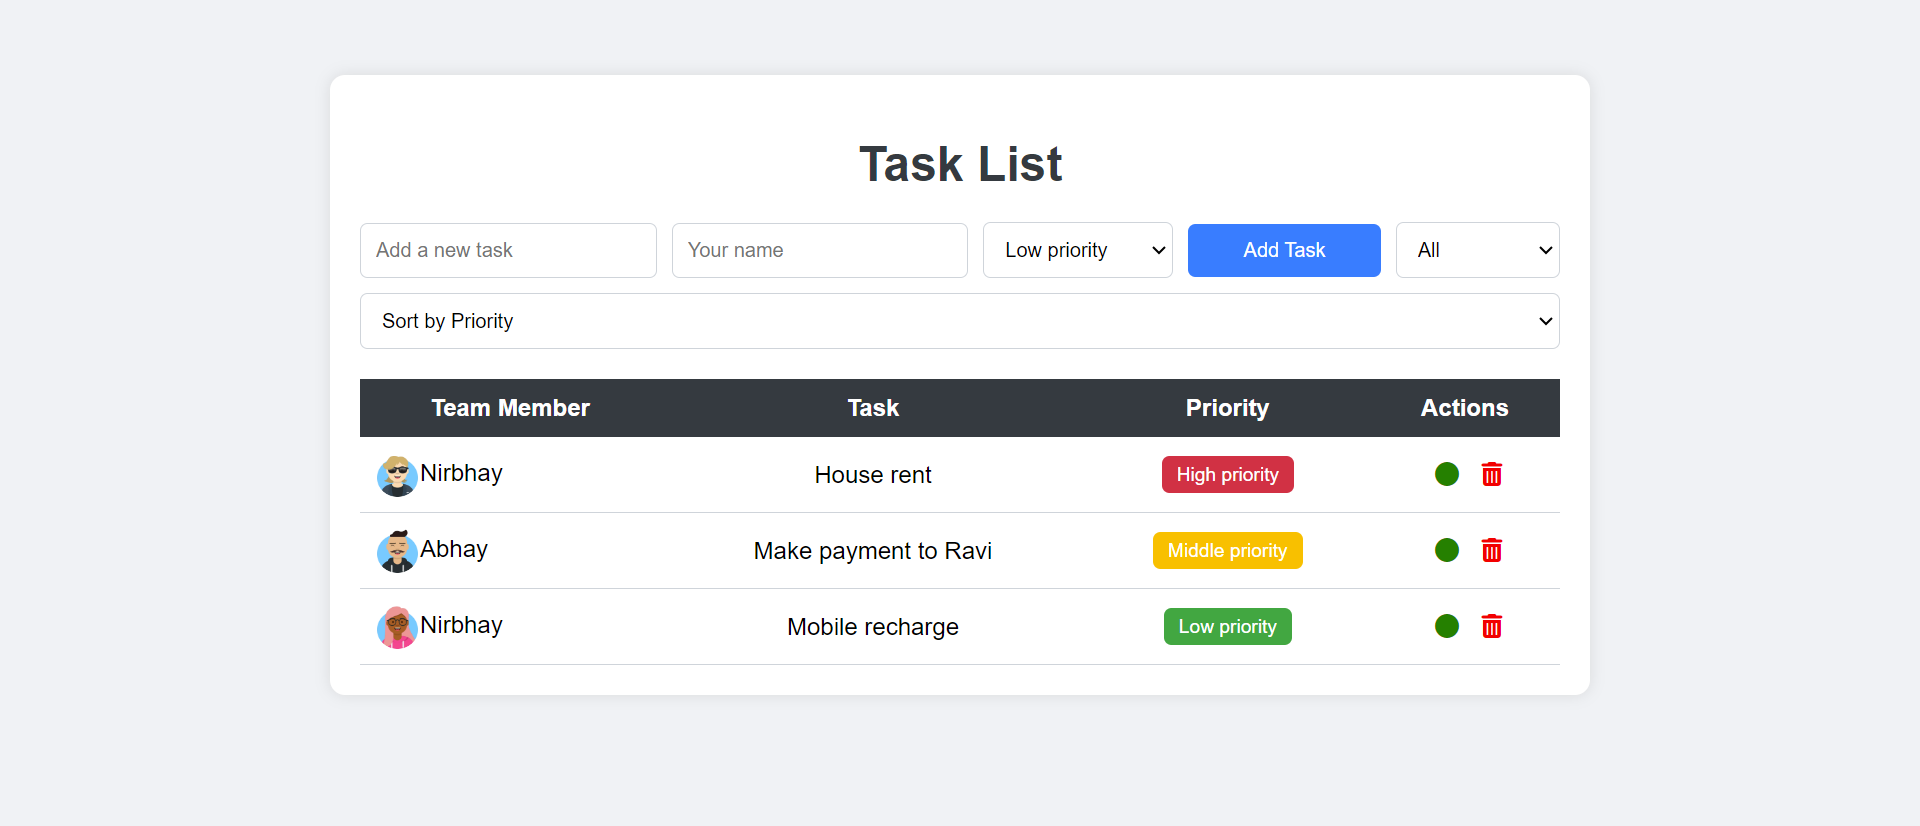 Task List
Add a new task Your name Low priority Add Task All
Sort by Priority
Team Member Task Priority Actions
Nirbhay House rent High priority
Abhay Make payment to Ravi Middle priority
Nirbhay Mobile recharge Low priority